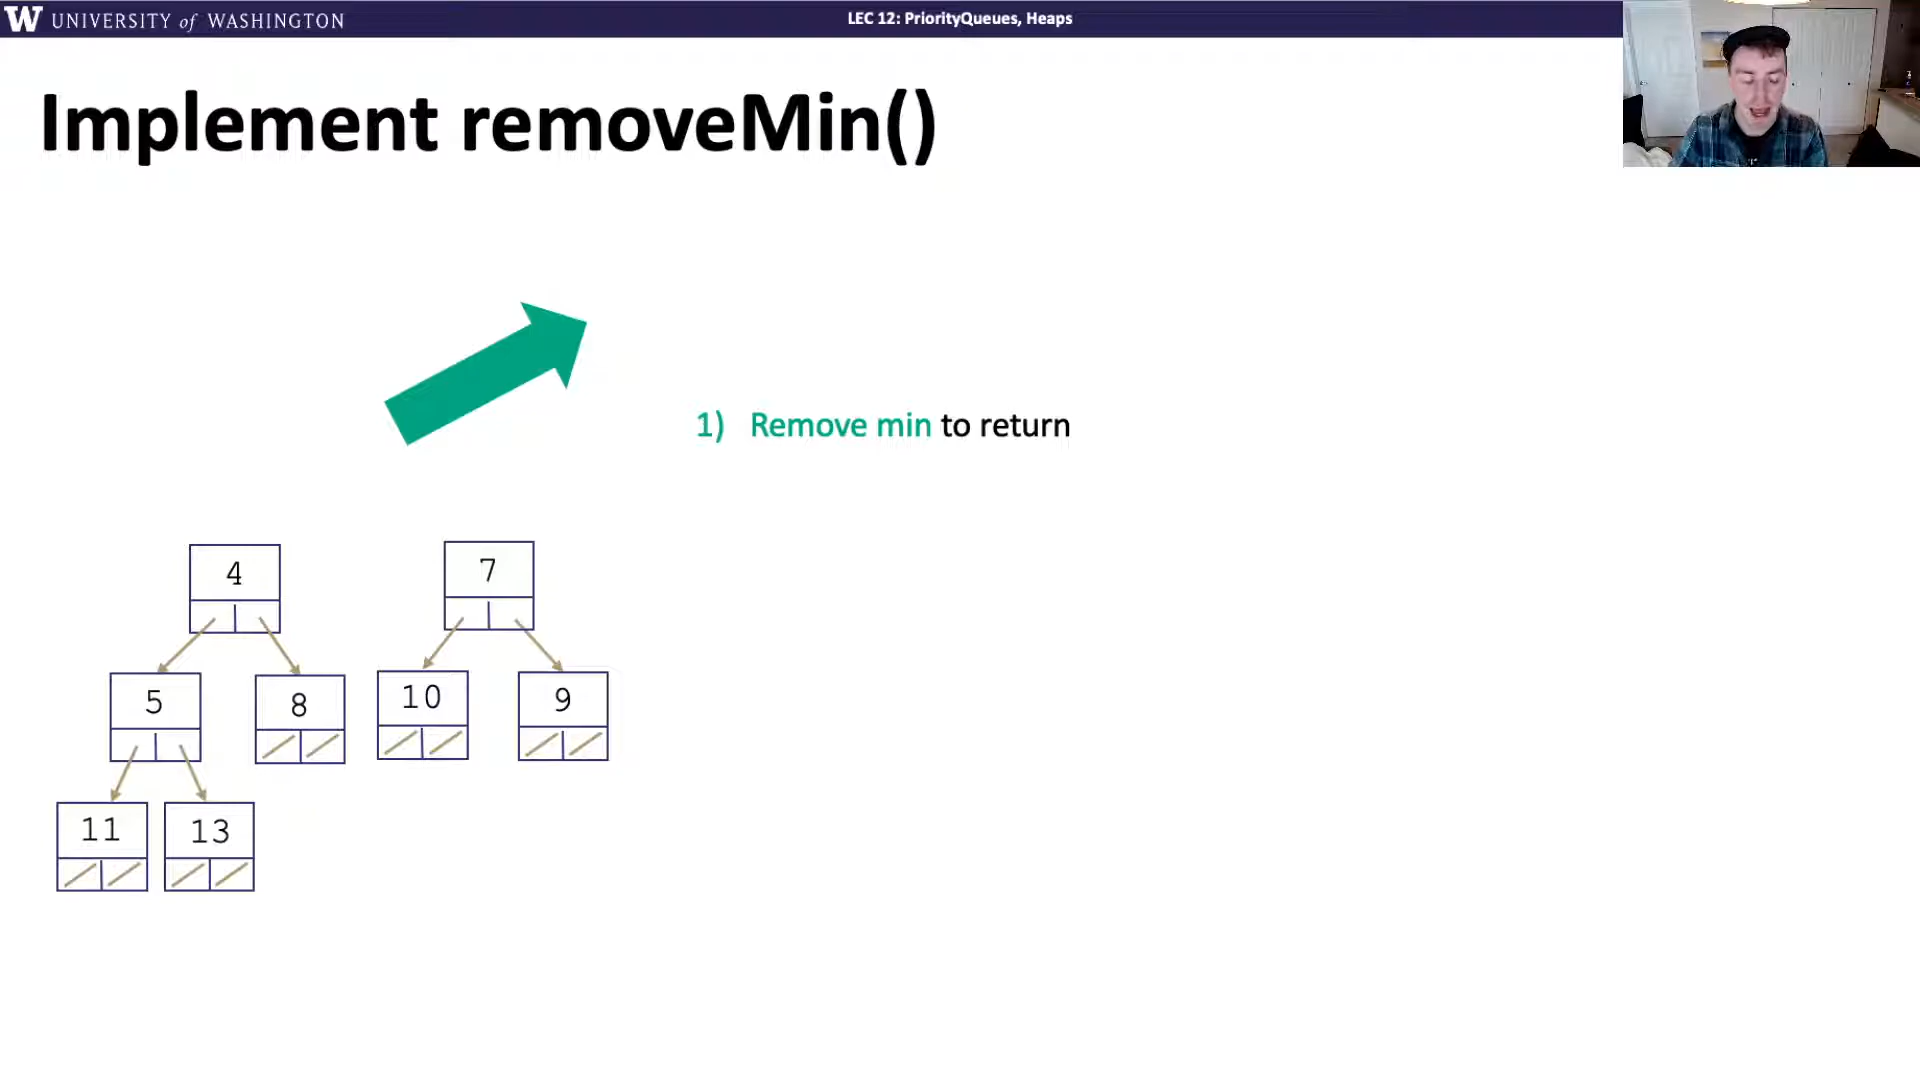 W UNIVERSITY of WASHINGTON
LEC 12: PriorityQueues, Heaps
Implement removeMin()
1) Remove min to return
4 7
5 8 10 9
11 13